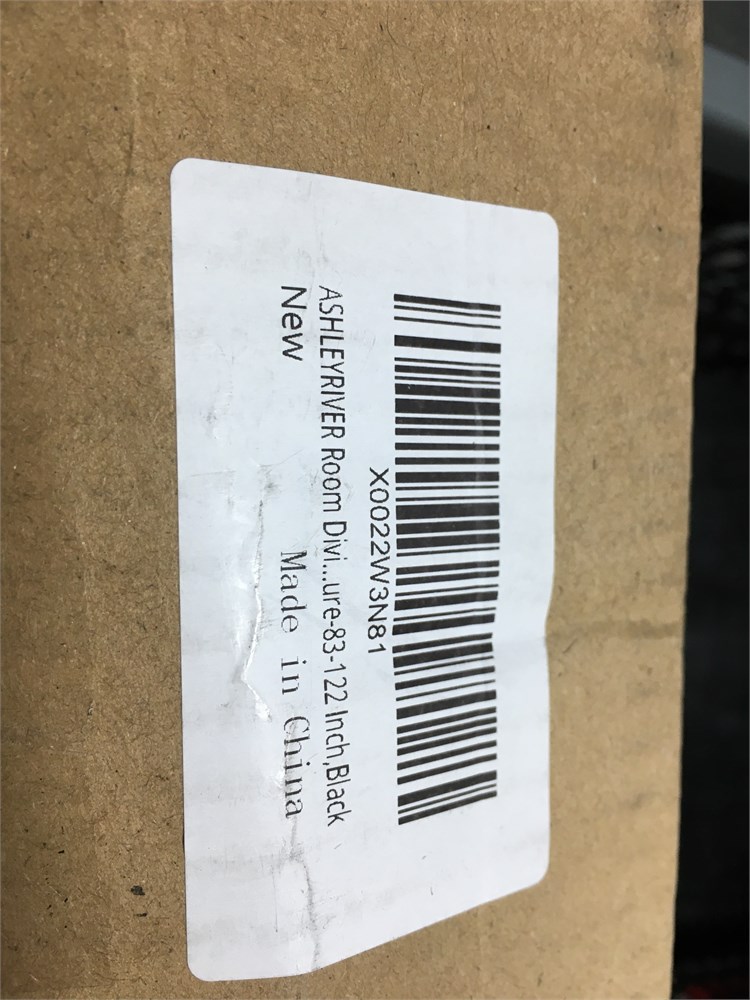 X0022W3N81
ASHLEYRIVER Room Divi...ure-83-122 Inch,Black
New
Made in China